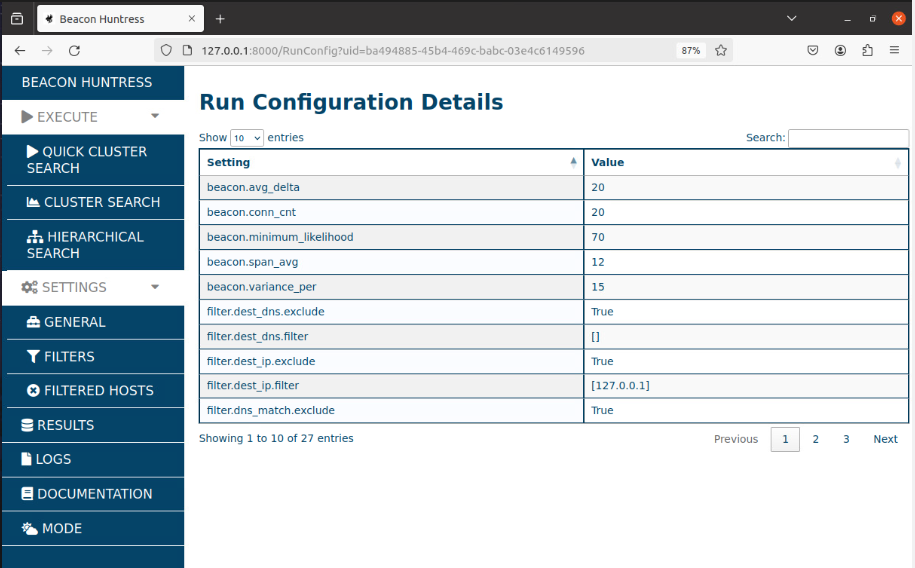 Beacon Huntress
127.0.0.1:8000/RunConfig?uid=ba494885-45b4-469c-babc-03e4c6149596
87%
BEACON HUNTRESS
EXECUTE
QUICK CLUSTER
SEARCH
CLUSTER SEARCH
HIERARCHICAL
SEARCH
SETTINGS
GENERAL
FILTERS
FILTERED HOSTS
RESULTS
LOGS
DOCUMENTATION
MODE
Run Configuration Details
Show 10 entries
Search:
Setting Value
beacon.avg_delta 20
beacon.conn_cnt 20
beacon.minimum_likelihood 70
beacon.span_avg 12
beacon.variance_per 15
filter.dest_dns.exclude True
filter.dest_dns.filter []
filter.dest_ip.exclude True
filter.dest_ip.filter [127.0.0.1]
filter.dns_match.exclude True
Showing 1 to 10 of 27 entries
Previous 1 2 3 Next